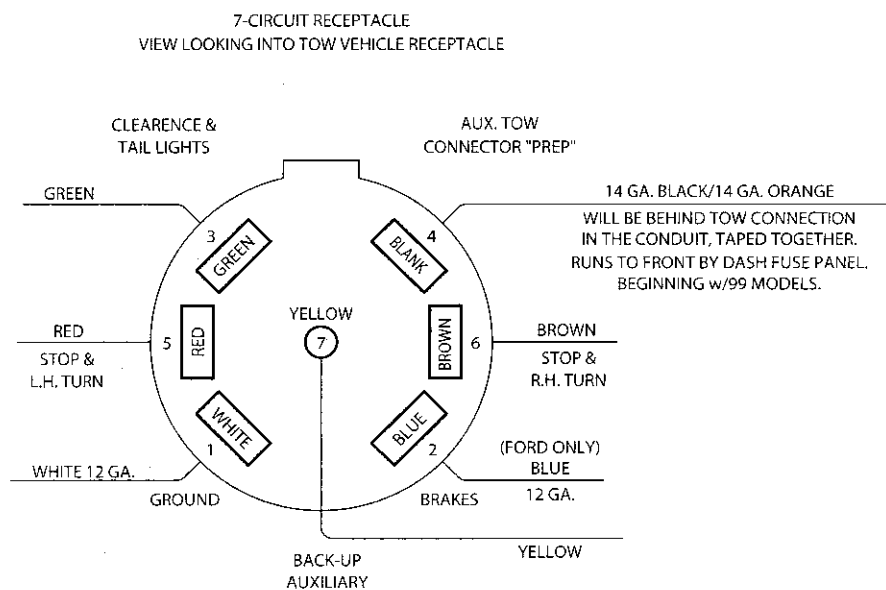 7-CIRCUIT RECEPTACLE
VIEW LOOKING INTO TOW VEHICLE RECEPTACLE
CLEARENCE &
TAIL LIGHTS
AUX. TOW
CONNECTOR "PREP"
GREEN
14 GA. BLACK/14 GA. ORANGE
WILL BE BEHIND TOW CONNECTION
IN THE CONDUIT, TAPED TOGETHER.
RUNS TO FRONT BY DASH FUSE PANEL,
BEGINNING w/99 MODELS.
3
GREEN
4
BLANK
RED
STOP &
L.H. TURN
5
RED
YELLOW
7
BROWN
6
BROWN
STOP &
R.H. TURN
WHITE
1
BLUE
2
WHITE 12 GA.
GROUND
BRAKES
(FORD ONLY)
BLUE
12 GA.
YELLOW
BACK-UP
AUXILIARY